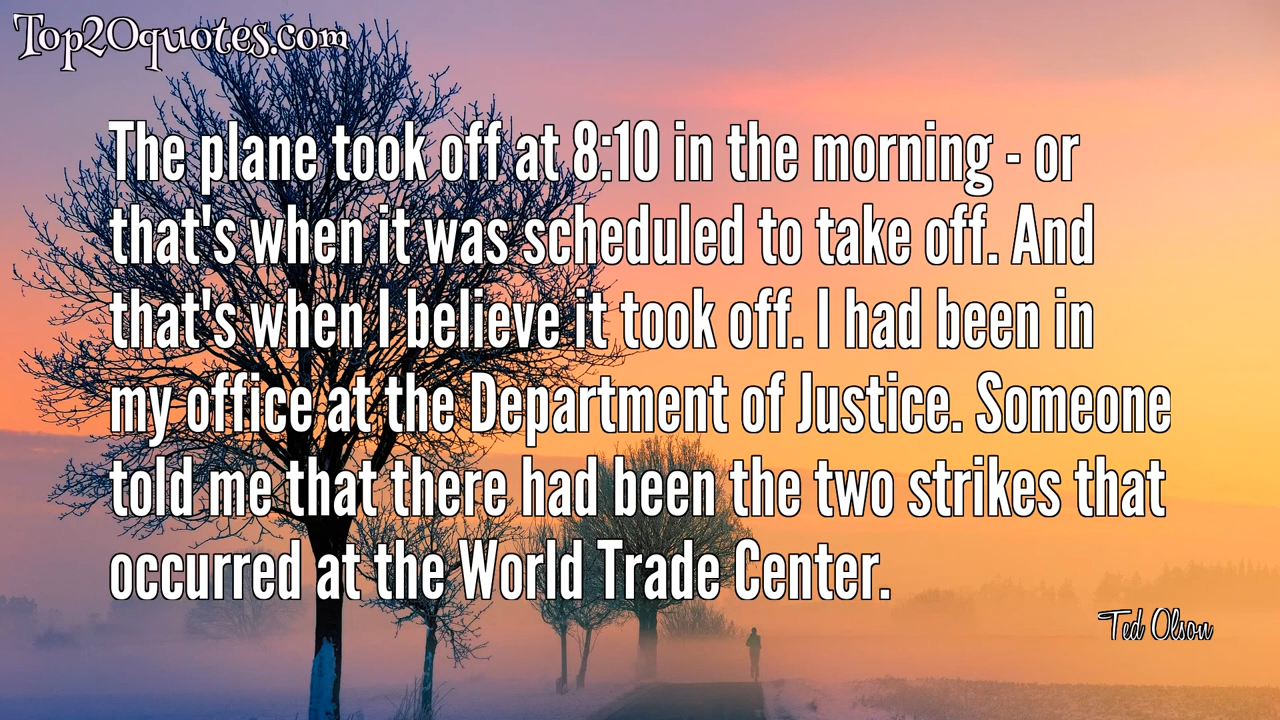 Top20quotes.com
The plane took off at 8:10 in the morning - or
that's when it was scheduled to take off. And
that's when I believe it took off. I had been in
my office at the Department of Justice. Someone
told me that there had been the two strikes that
occurred at the World Trade Center.
Ted Olson